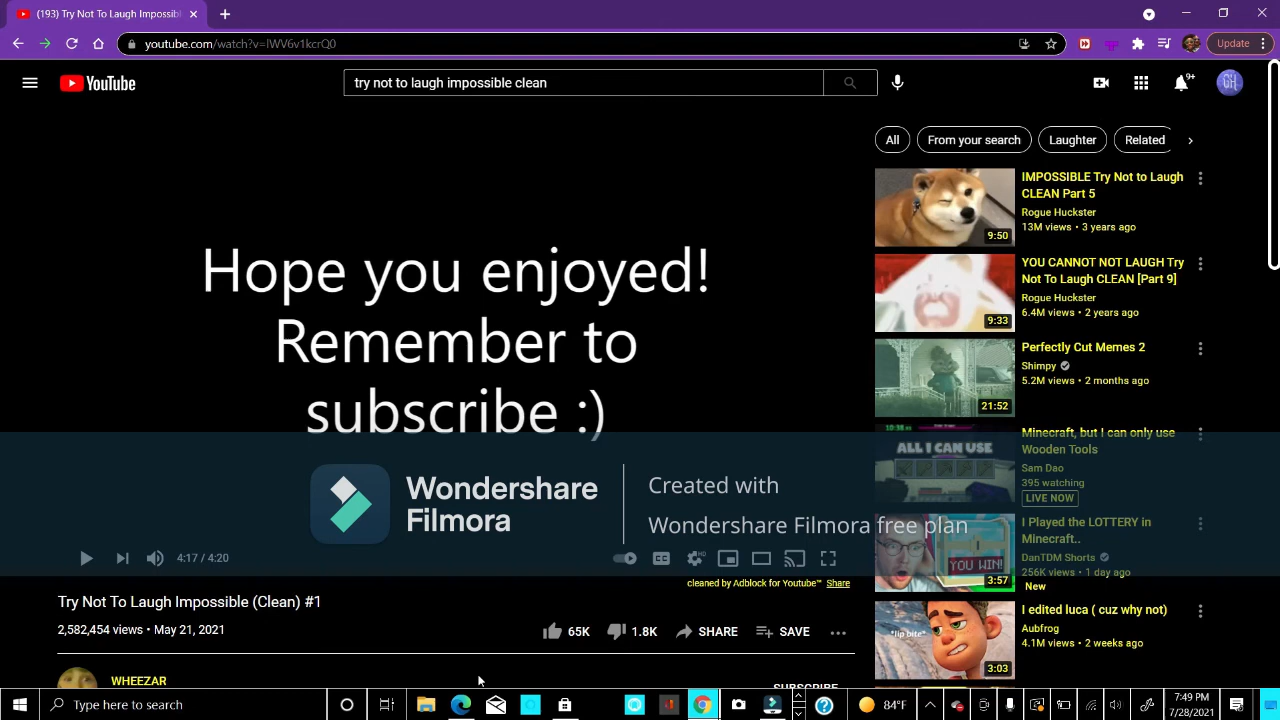 (193) Try Not To Laugh Impossibl
youtube.com/watch?v=lWV6v1kcrQ0
Update
YouTube
try not to laugh impossible clean
9+
GH
All
From your search
Laughter
Related
Hope you enjoyed!
Remember to
subscribe :)
IMPOSSIBLE Try Not to Laugh
CLEAN Part 5
Rogue Huckster
13M views • 3 years ago
9:50
YOU CANNOT NOT LAUGH Try
Not To Laugh CLEAN [Part 9]
Rogue Huckster
6.4M views • 2 years ago
9:33
Perfectly Cut Memes 2
Shimpy
5.2M views • 2 months ago
21:52
ALL I CAN USE
Minecraft, but I can only use
Wooden Tools
Sam Dao
395 watching
LIVE NOW
Wondershare
Filmora
Created with
Wondershare Filmora free plan
YOU WIN!
I Played the LOTTERY in
Minecraft..
DanTDM Shorts
256K views • 1 day ago
New
3:57
4:17 / 4:20
CC
HD
cleaned by Adblock for Youtube™ Share
Try Not To Laugh Impossible (Clean) #1
2,582,454 views • May 21, 2021
65K
1.8K
SHARE
SAVE
*lip bite*
I edited luca ( cuz why not)
Aubfrog
4.1M views • 2 weeks ago
3:03
WHEEZAR
SUBSCRIBE
Type here to search
84°F
7:49 PM
7/28/2021